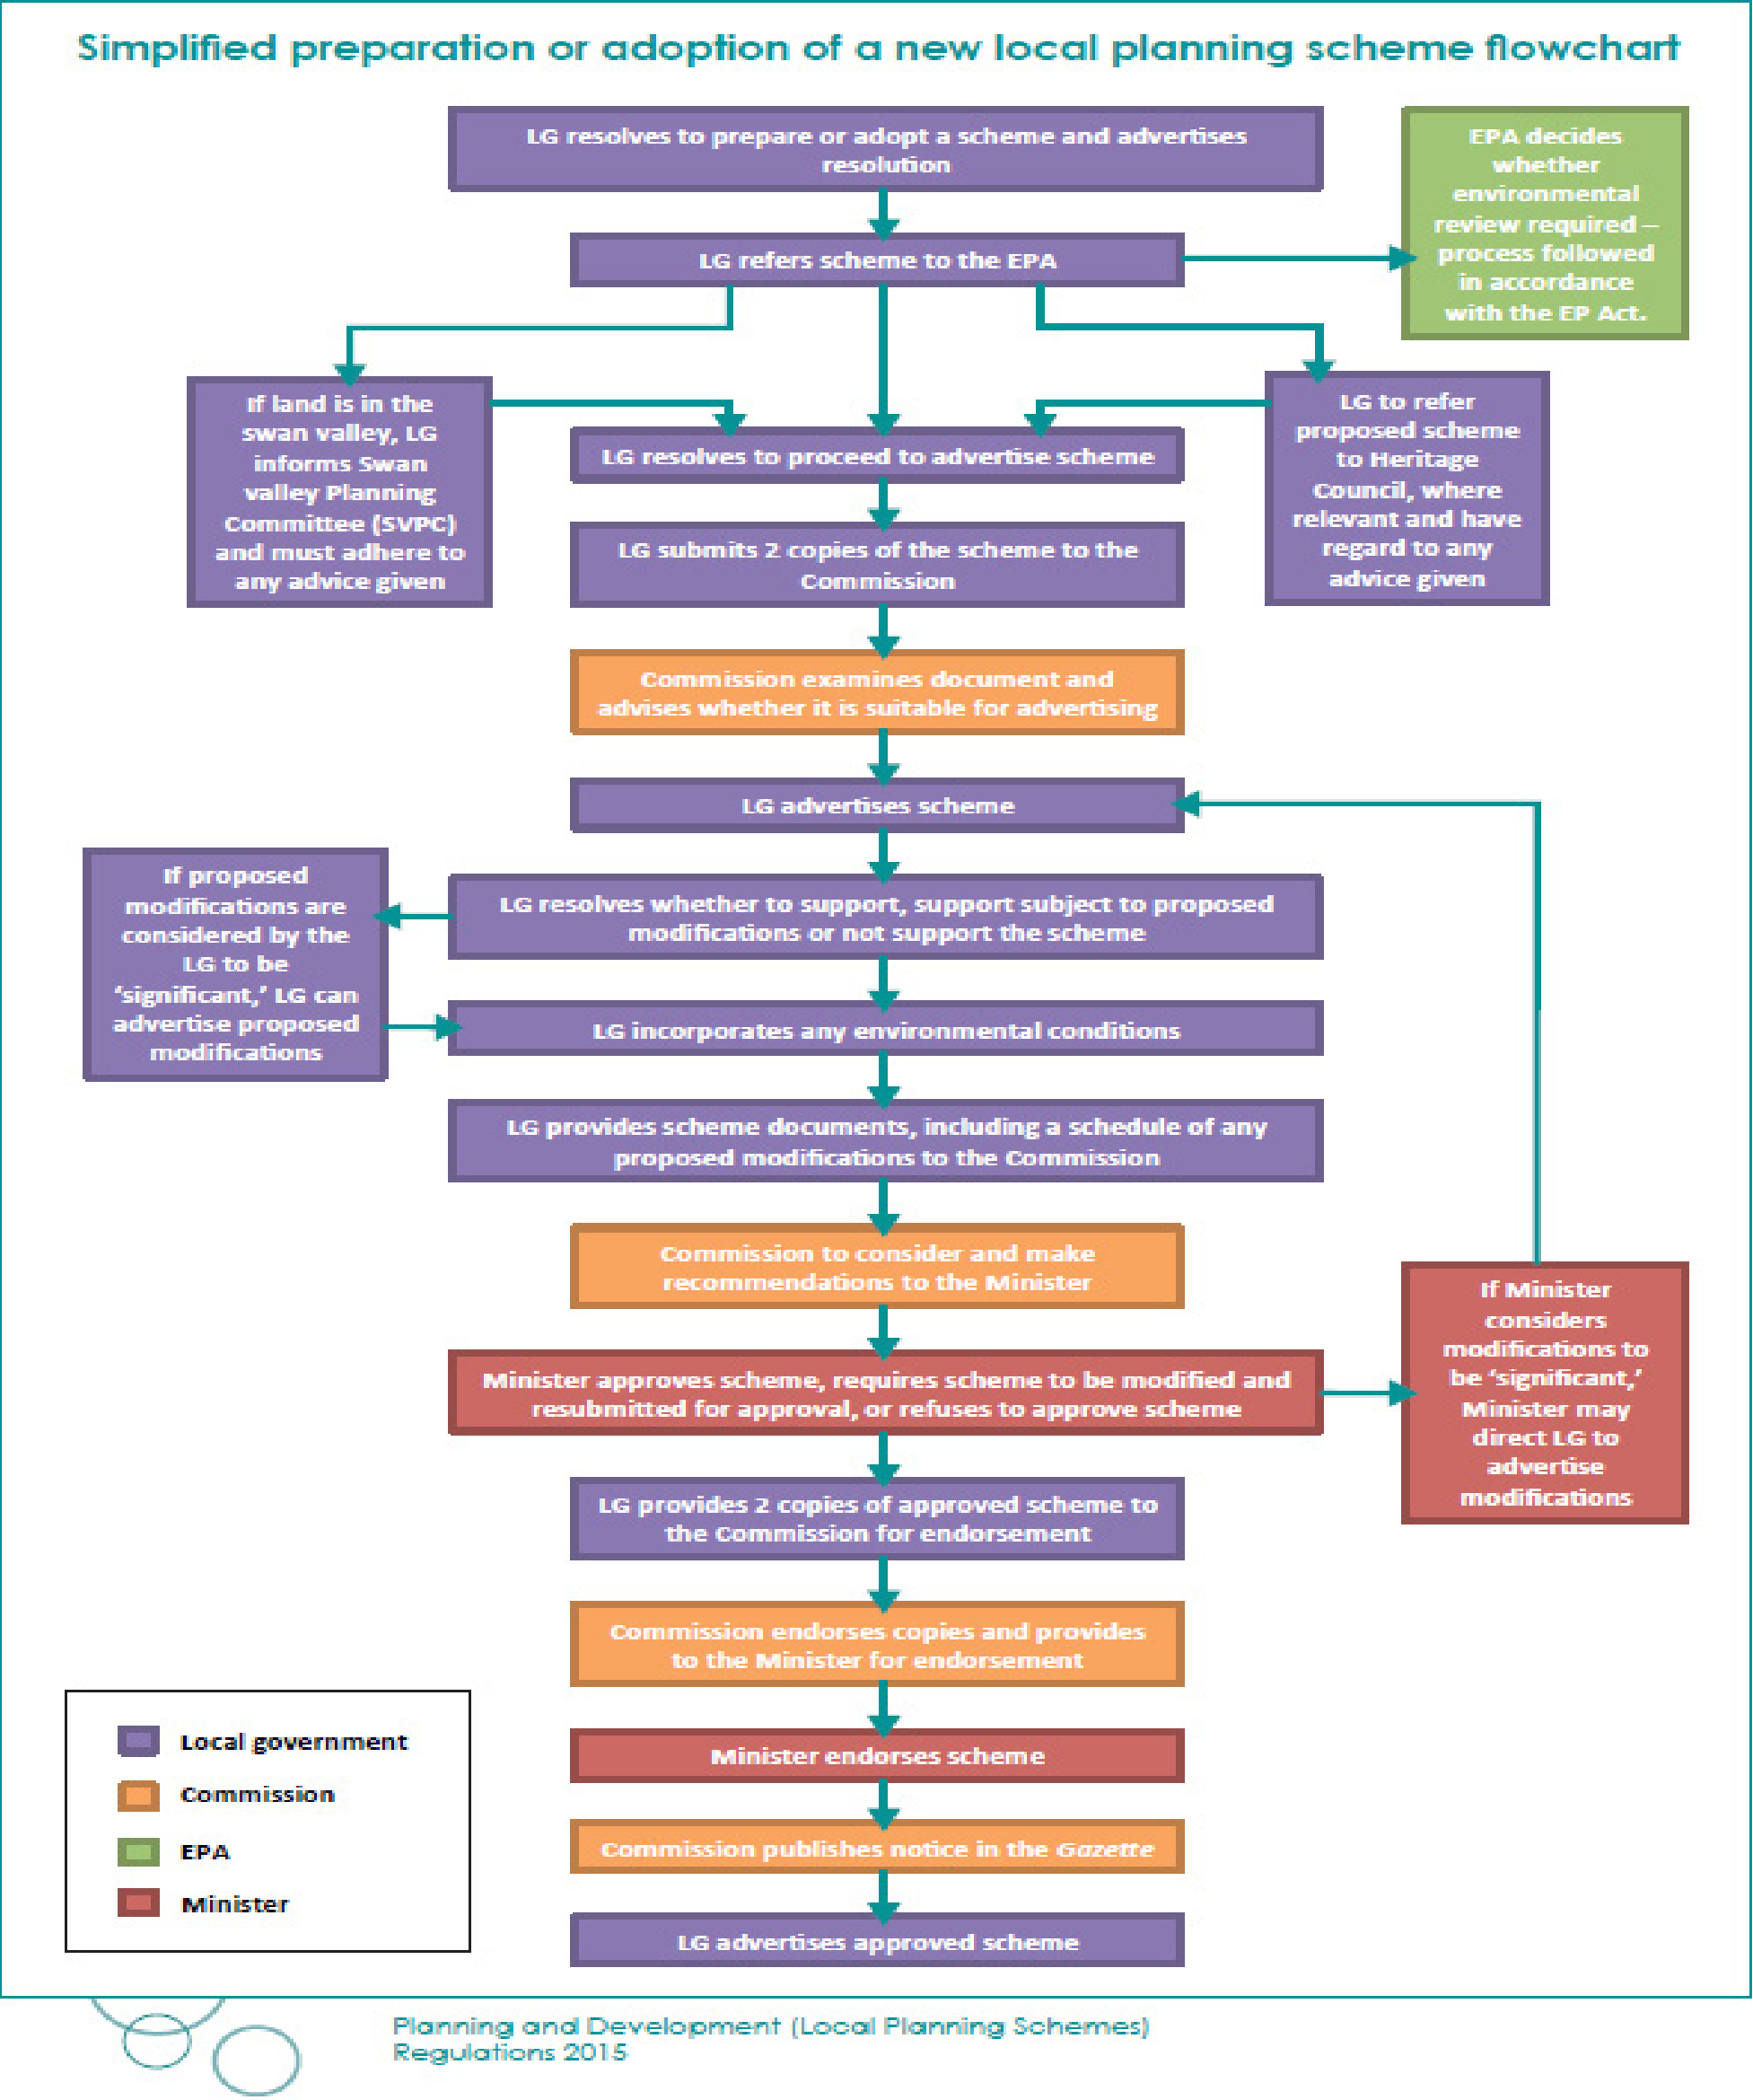 Simplified preparation or adoption of a new local planning scheme flowchart
LG resolves to prepare or adopt a scheme and advertises
resolution
EPA decides
whether
environmental
review required –
process followed
in accordance
with the EP Act.
LG refers scheme to the EPA
If land is in the
swan valley, LG
informs Swan
valley Planning
Committee (SVPC)
and must adhere to
any advice given
LG to refer
proposed scheme
to Heritage
Council, where
relevant and have
regard to any
advice given
LG resolves to proceed to advertise scheme
LG submits 2 copies of the scheme to the
Commission
Commission examines document and
advises whether it is suitable for advertising
LG advertises scheme
If proposed
modifications are
considered by the
LG to be
‘significant,’ LG can
advertise proposed
modifications
LG resolves whether to support, support subject to proposed
modifications or not support the scheme
LG incorporates any environmental conditions
LG provides scheme documents, including a schedule of any
proposed modifications to the Commission
Commission to consider and make
recommendations to the Minister
Minister approves scheme, requires scheme to be modified and
resubmitted for approval, or refuses to approve scheme
If Minister
considers
modifications to
be ‘significant,’
Minister may
direct LG to
advertise
modifications
LG provides 2 copies of approved scheme to
the Commission for endorsement
Commission endorses copies and provides
to the Minister for endorsement
Minister endorses scheme
Commission publishes notice in the Gazette
LG advertises approved scheme
Local government
Commission
EPA
Minister
Planning and Development (Local Planning Schemes)
Regulations 2015